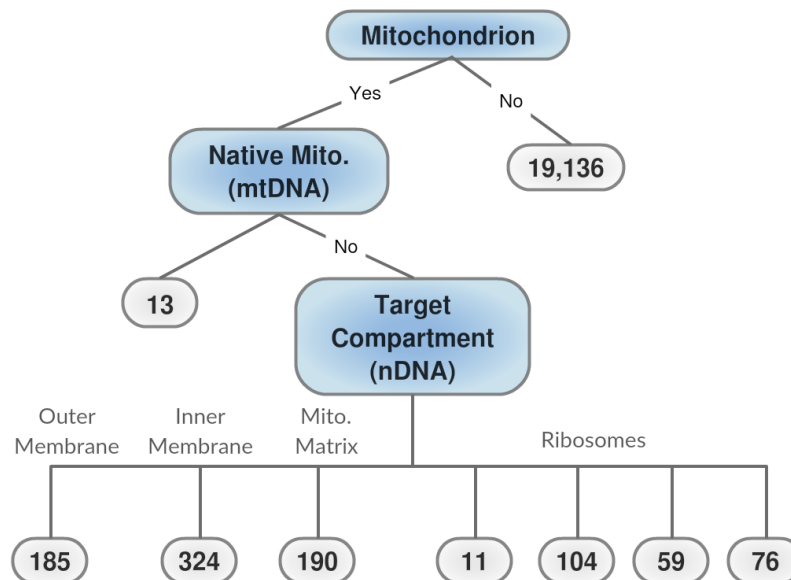 Mitochondrion
Yes
No
Native Mito.
(mtDNA)
19,136
No
13
Target
Compartment
(nDNA)
Outer
Membrane
Inner
Membrane
Mito.
Matrix
Ribosomes
185
324
190
11
104
59
76